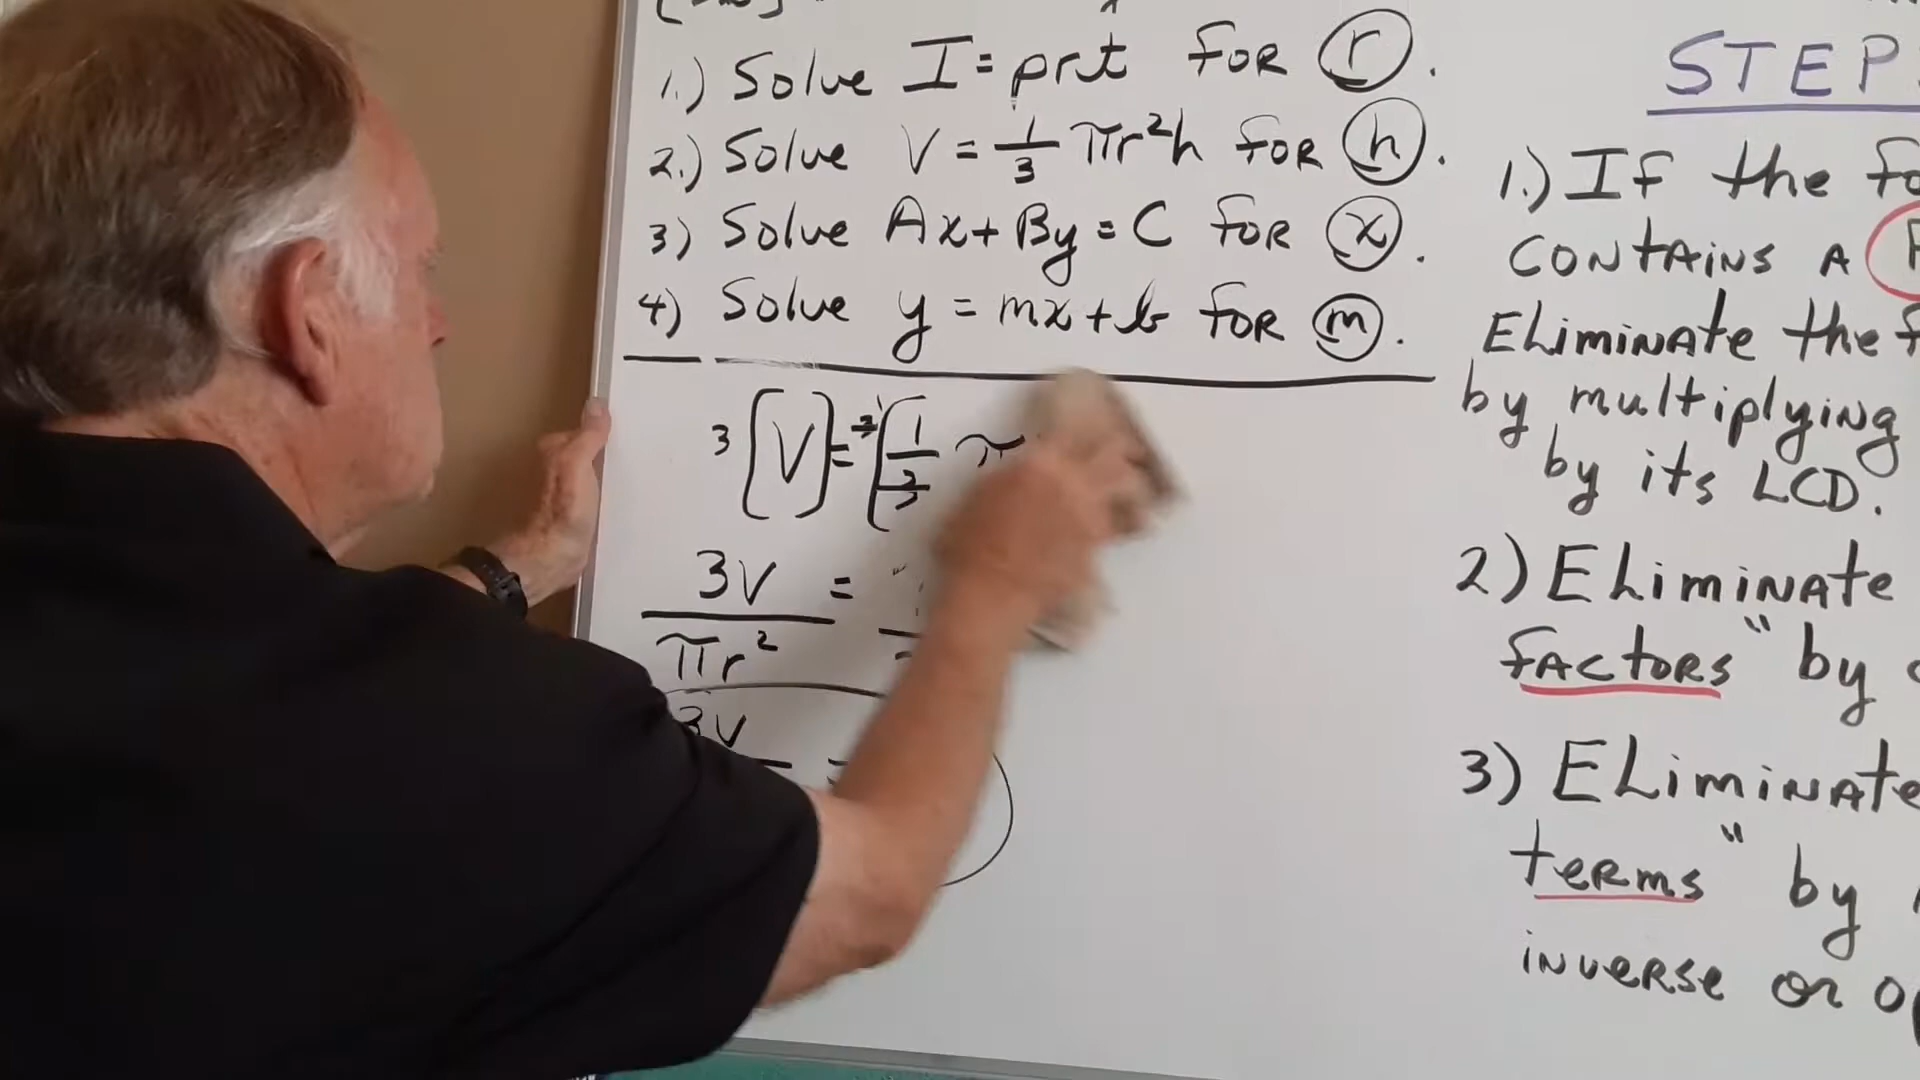 1.) Solve I = prt for r.
2.) Solve V = 1/3 πr²h for h.
3) Solve Ax + By = C for x.
4) Solve y = mx + b for m.
3 [V] = 3 [1/3 π
3V =
πr²
3V
STEP
1.) If the
CONTAINS A
ELiminate the
by multiplying
by its LCD.
2) ELiminate
factors" by
3) ELiminate
terms" by
inverse or